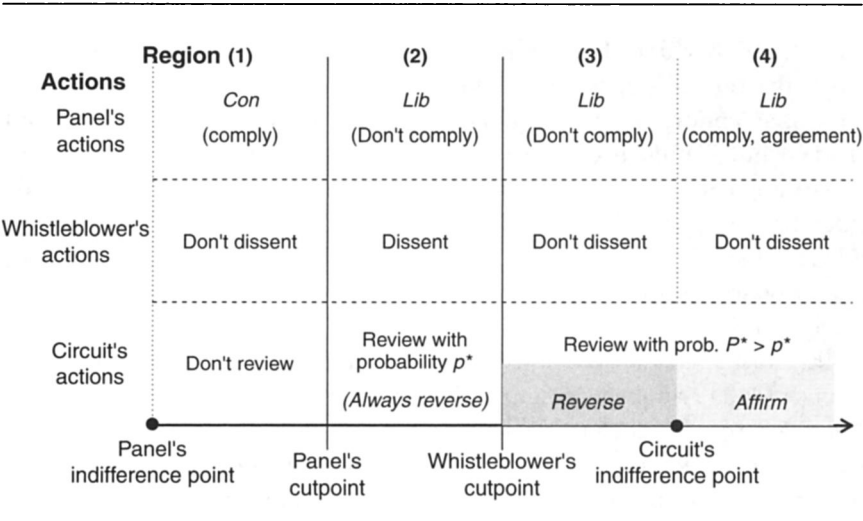 Region (1) (2) (3) (4)
Actions
Panel's
actions
Con
(comply)
Lib
(Don't comply)
Lib
(Don't comply)
Lib
(comply, agreement)
Whistleblower's
actions
Don't dissent
Dissent
Don't dissent
Don't dissent
Circuit's
actions
Don't review
Review with
probability p*
(Always reverse)
Review with prob. P* > p*
Reverse
Affirm
Panel's
indifference point
Panel's
cutpoint
Whistleblower's
cutpoint
Circuit's
indifference point